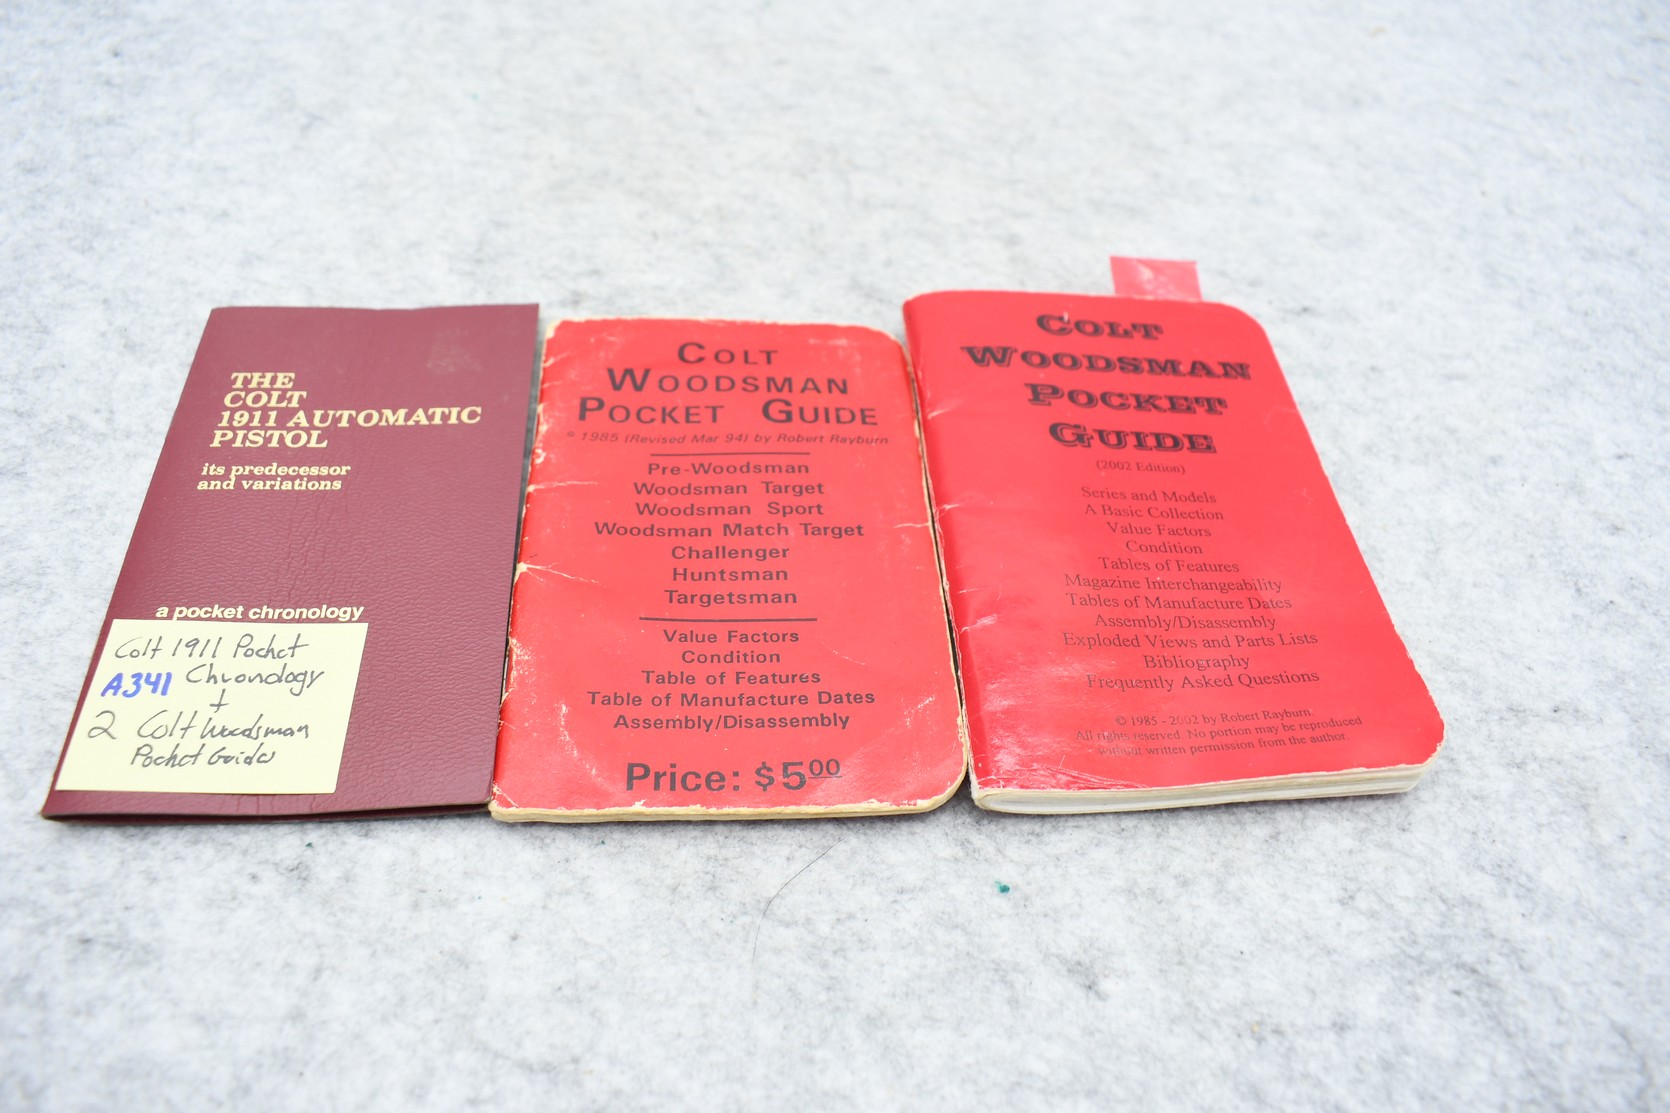 THE
COLT
1911 AUTOMATIC
PISTOL
its predecessor
and variations
a pocket chronology
Colt 1911 Pocket
A341 Chronology
+
2 Colt Woodsman
Pocket Guides
COLT
WOODSMAN
POCKET GUIDE
© 1985 (Revised Mar 94) by Robert Rayburn
Pre-Woodsman
Woodsman Target
Woodsman Sport
Woodsman Match Target
Challenger
Huntsman
Targetsman
Value Factors
Condition
Table of Features
Table of Manufacture Dates
Assembly/Disassembly
Price: $5.00
COLT
WOODSMAN
POCKET
GUIDE
(2002 Edition)
Series and Models
A Basic Collection
Value Factors
Condition
Tables of Features
Magazine Interchangeability
Tables of Manufacture Dates
Assembly/Disassembly
Exploded Views and Parts Lists
Bibliography
Frequently Asked Questions
© 1985 - 2002 by Robert Rayburn.
All rights reserved. No portion may be reproduced
without written permission from the author.